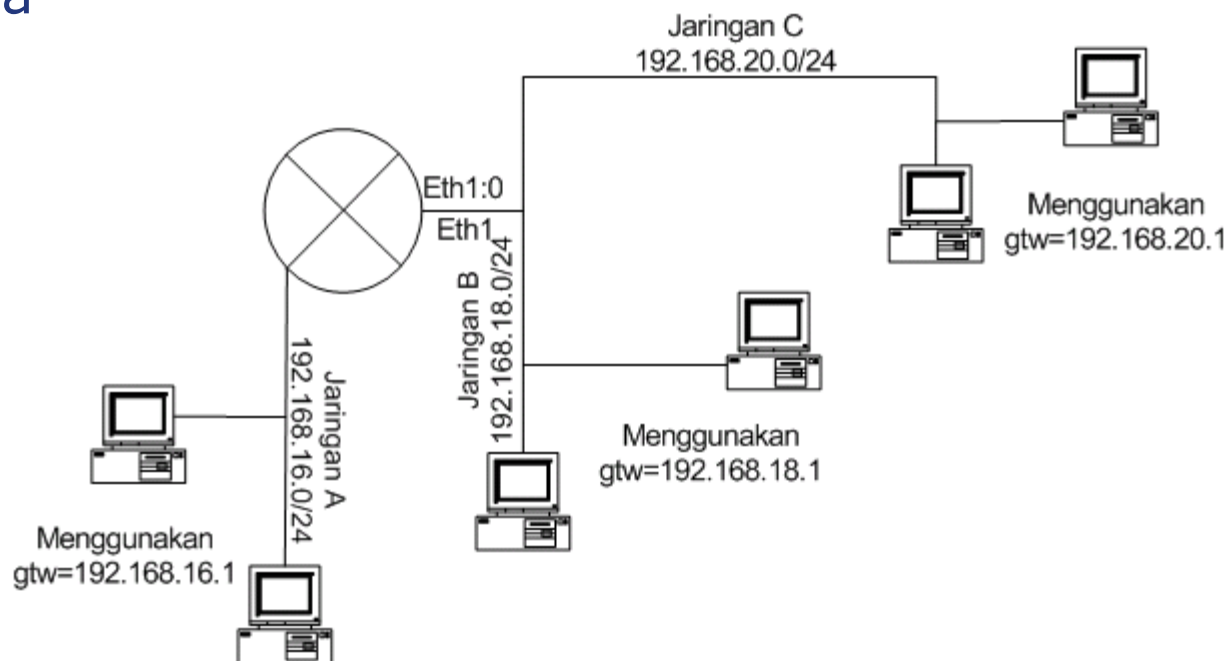 a
Jaringan C
192.168.20.0/24
Eth1:0
Eth1
Menggunakan
gtw=192.168.20.1
Jaringan B
192.168.18.0/24
Jaringan A
192.168.16.0/24
Menggunakan
gtw=192.168.18.1
Menggunakan
gtw=192.168.16.1